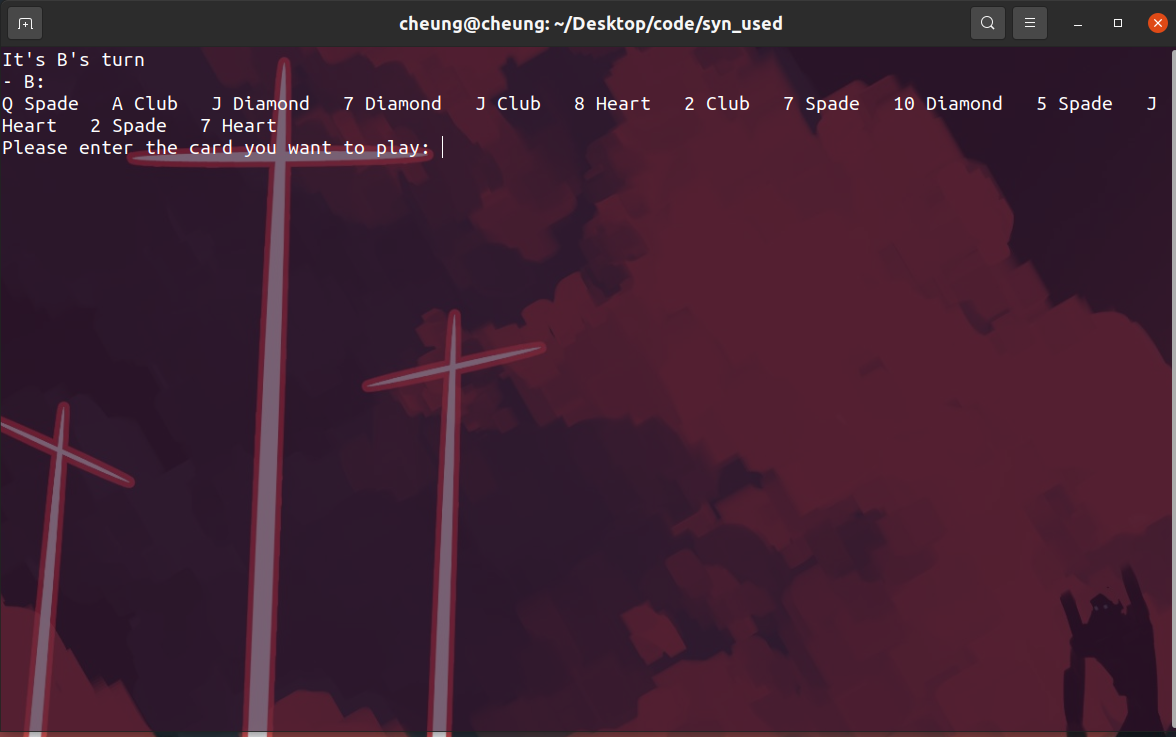 cheung@cheung: ~/Desktop/code/syn_used
It's B's turn
- B:
Q Spade   A Club   J Diamond   7 Diamond   J Club   8 Heart   2 Club   7 Spade   10 Diamond   5 Spade   J
Heart   2 Spade   7 Heart
Please enter the card you want to play: